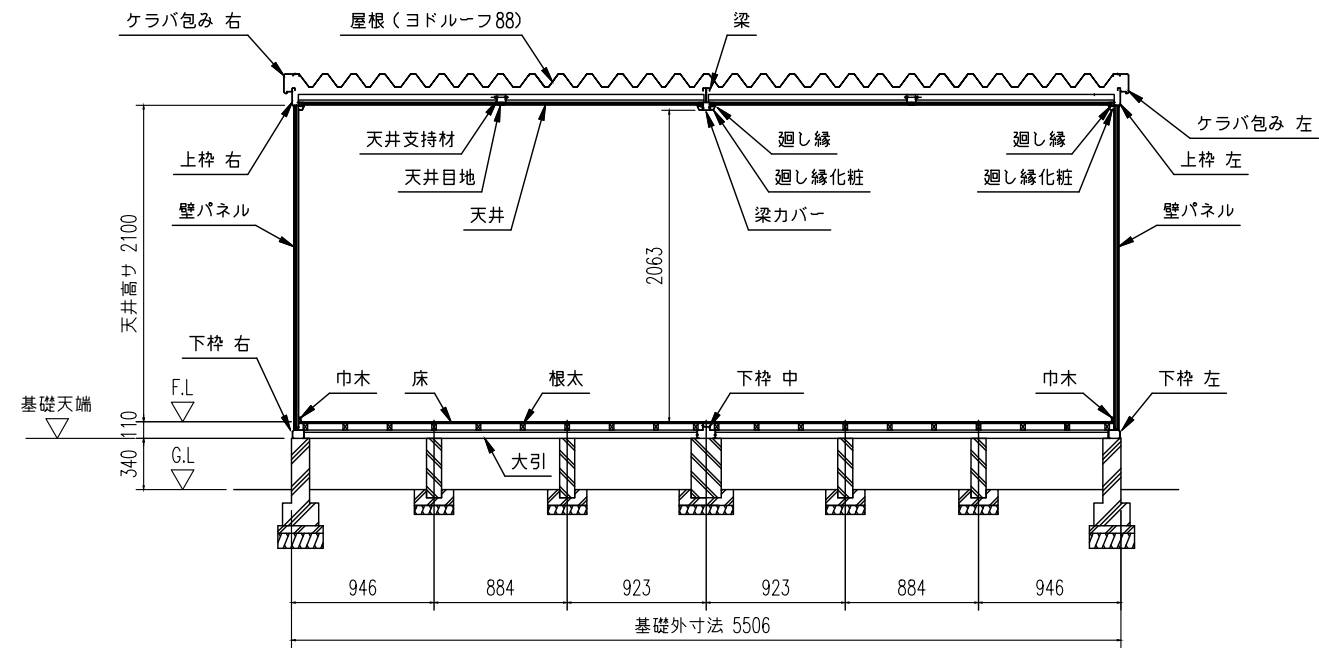 ケラバ包み 右
屋根(ヨドルーフ88)
梁
ケラバ包み 左
天井支持材
廻し縁
廻し縁
上枠 右
上枠 左
天井目地
廻し縁化粧
廻し縁化粧
壁パネル
天井
梁カバー
壁パネル
天井高サ 2100
2063
下枠 右
巾木
床
根太
下枠 中
巾木
下枠 左
F.L
基礎天端
110
G.L
340
大引
946
884
923
923
884
946
基礎外寸法 5506